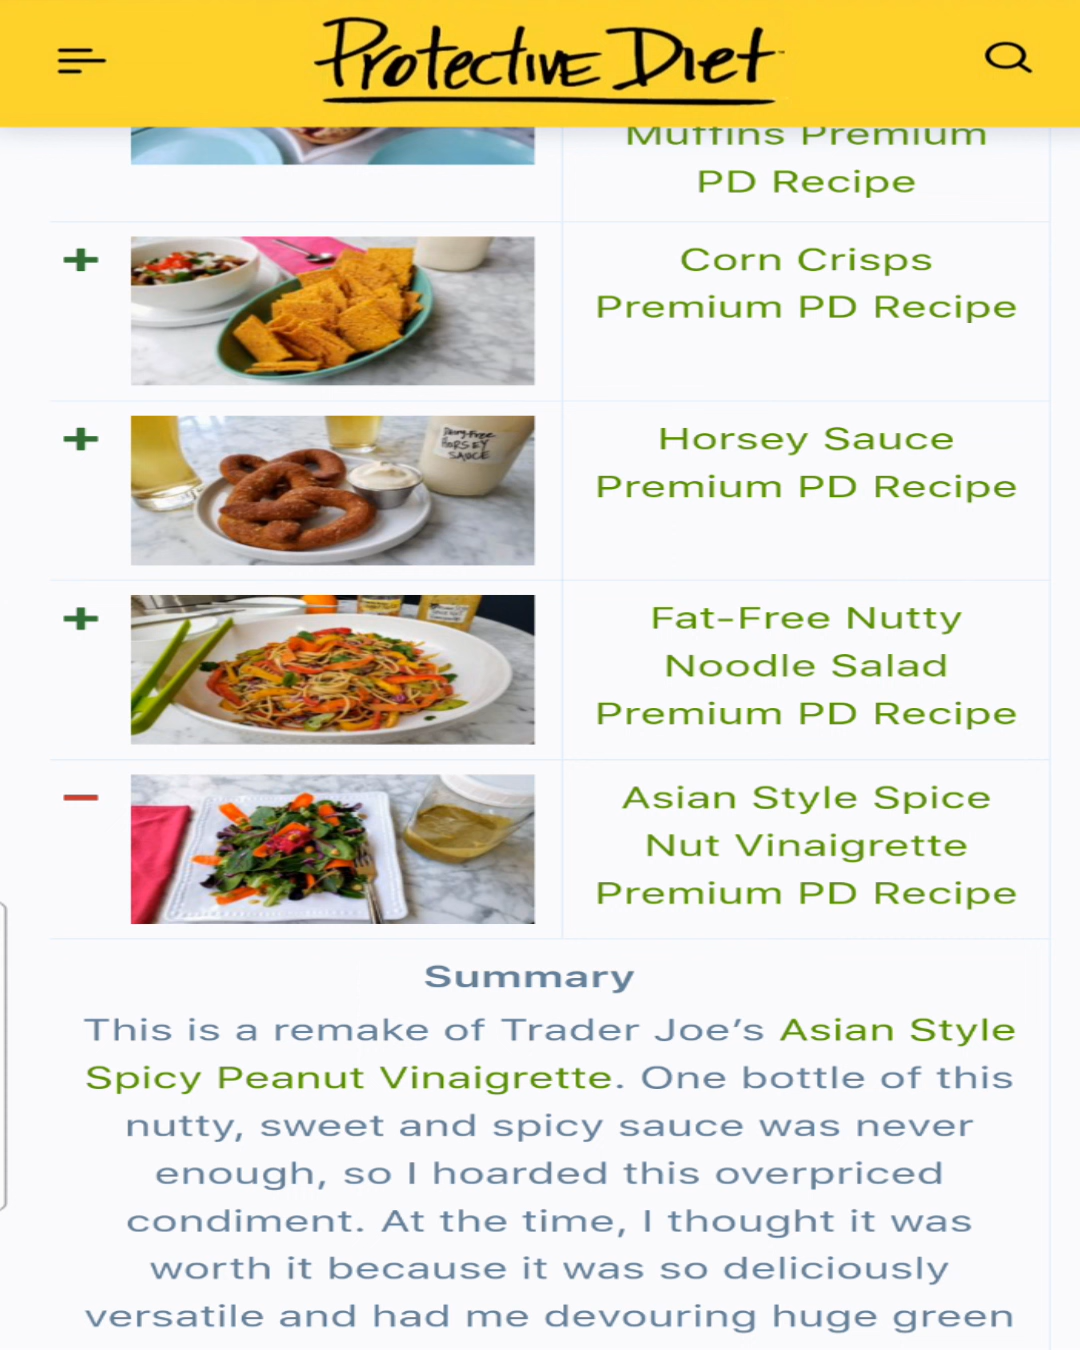 Protective Diet™
Muffins Premium
PD Recipe
Corn Crisps
Premium PD Recipe
Dairy-Free
HORSEY
SAUCE
Horsey Sauce
Premium PD Recipe
Fat-Free Nutty
Noodle Salad
Premium PD Recipe
Asian Style Spice
Nut Vinaigrette
Premium PD Recipe
Summary
This is a remake of Trader Joe’s Asian Style
Spicy Peanut Vinaigrette. One bottle of this
nutty, sweet and spicy sauce was never
enough, so I hoarded this overpriced
condiment. At the time, I thought it was
worth it because it was so deliciously
versatile and had me devouring huge green